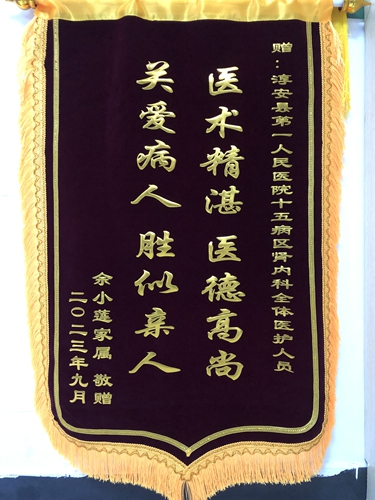 赠：淳安县第一人民医院十五病区肾内科全体医护人员
医术精湛 医德高尚
关爱病人 胜似亲人
余小莲家属 敬赠
二〇二三年九月